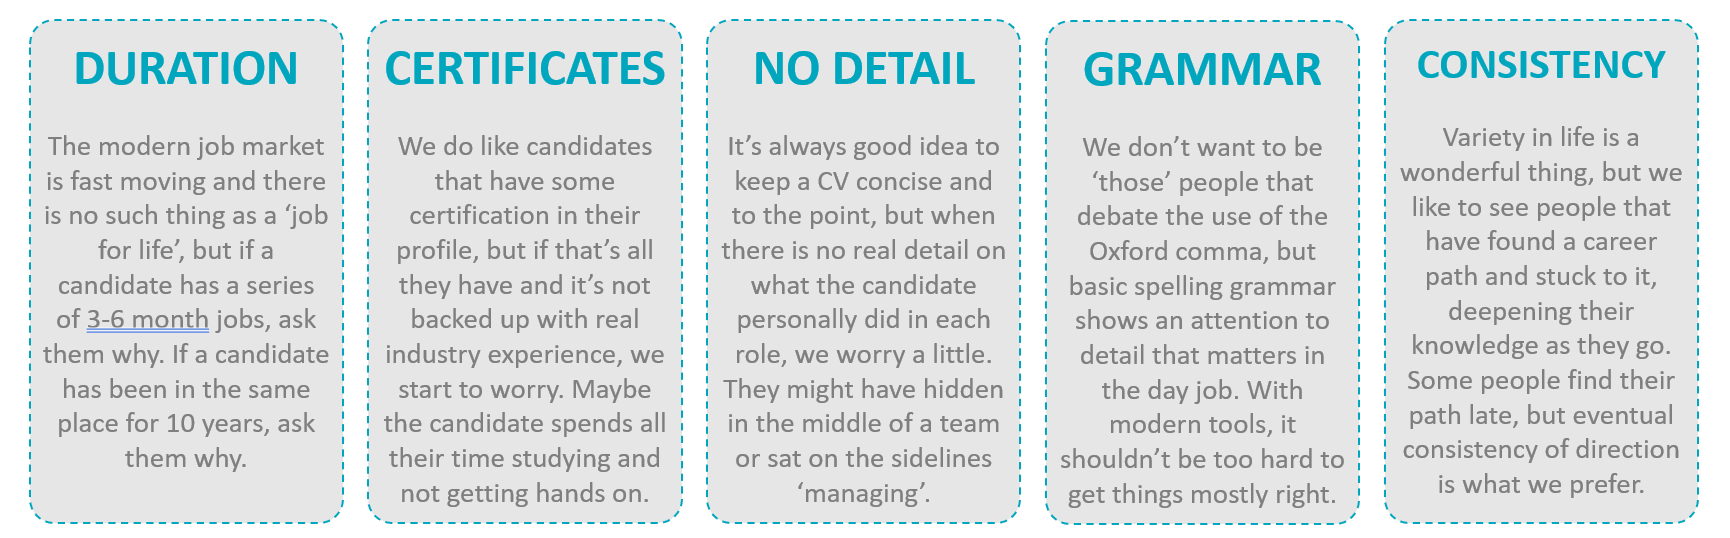 DURATION
The modern job market
is fast moving and there
is no such thing as a ‘job
for life’, but if a
candidate has a series
of 3-6 month jobs, ask
them why. If a candidate
has been in the same
place for 10 years, ask
them why.
CERTIFICATES
We do like candidates
that have some
certification in their
profile, but if that’s all
they have and it’s not
backed up with real
industry experience, we
start to worry. Maybe
the candidate spends all
their time studying and
not getting hands on.
NO DETAIL
It’s always good idea to
keep a CV concise and
to the point, but when
there is no real detail on
what the candidate
personally did in each
role, we worry a little.
They might have hidden
in the middle of a team
or sat on the sidelines
‘managing’.
GRAMMAR
We don’t want to be
‘those’ people that
debate the use of the
Oxford comma, but
basic spelling grammar
shows an attention to
detail that matters in
the day job. With
modern tools, it
shouldn’t be too hard to
get things mostly right.
CONSISTENCY
Variety in life is a
wonderful thing, but we
like to see people that
have found a career
path and stuck to it,
deepening their
knowledge as they go.
Some people find their
path late, but eventual
consistency of direction
is what we prefer.